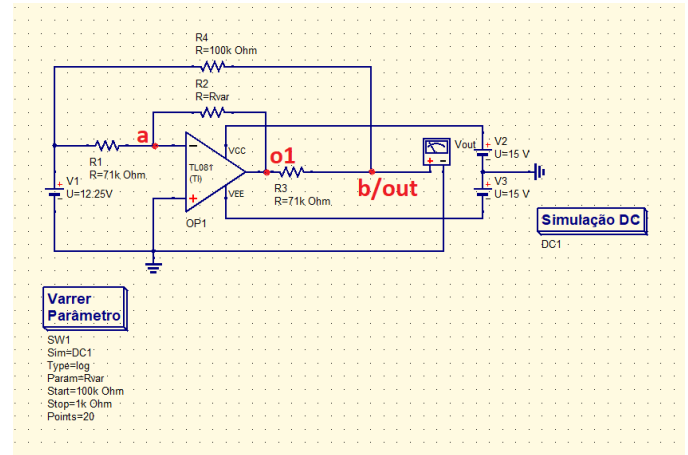 R4
R=100k Ohm
R2
R=Rvar
a
R1
R=71k Ohm
V1
U=12.25V
−
VCC
TL081
(TI)
+
VEE
OP1
o1
R3
R=71k Ohm
b/out
+ −
Vout
+
V2
U=15 V
−
+
V3
U=15 V
−
+
−
Simulação DC
DC1
Varrer
Parâmetro
SW1
Sim=DC1
Type=log
Param=Rvar
Start=100k Ohm
Stop=1k Ohm
Points=20